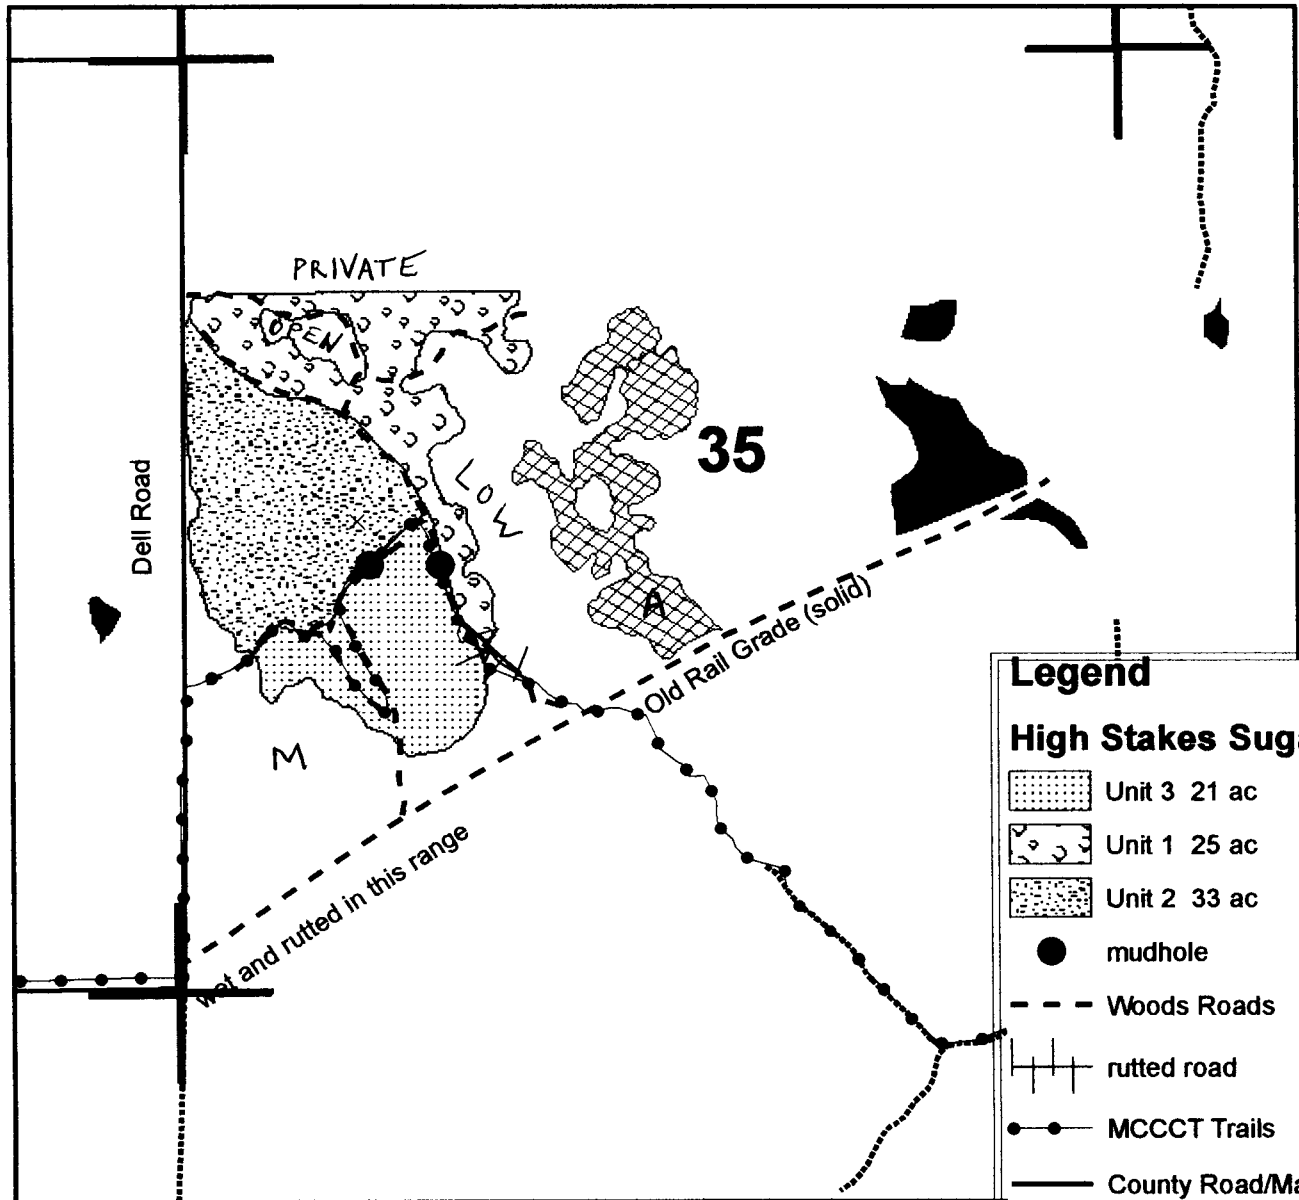 PRIVATE
OPEN
35
LOW
Dell Road
A
Old Rail Grade (solid)
M
wet and rutted in this range
Legend
High Stakes Suga
Unit 3 21 ac
Unit 1 25 ac
Unit 2 33 ac
mudhole
Woods Roads
rutted road
MCCCT Trails
County Road/Ma